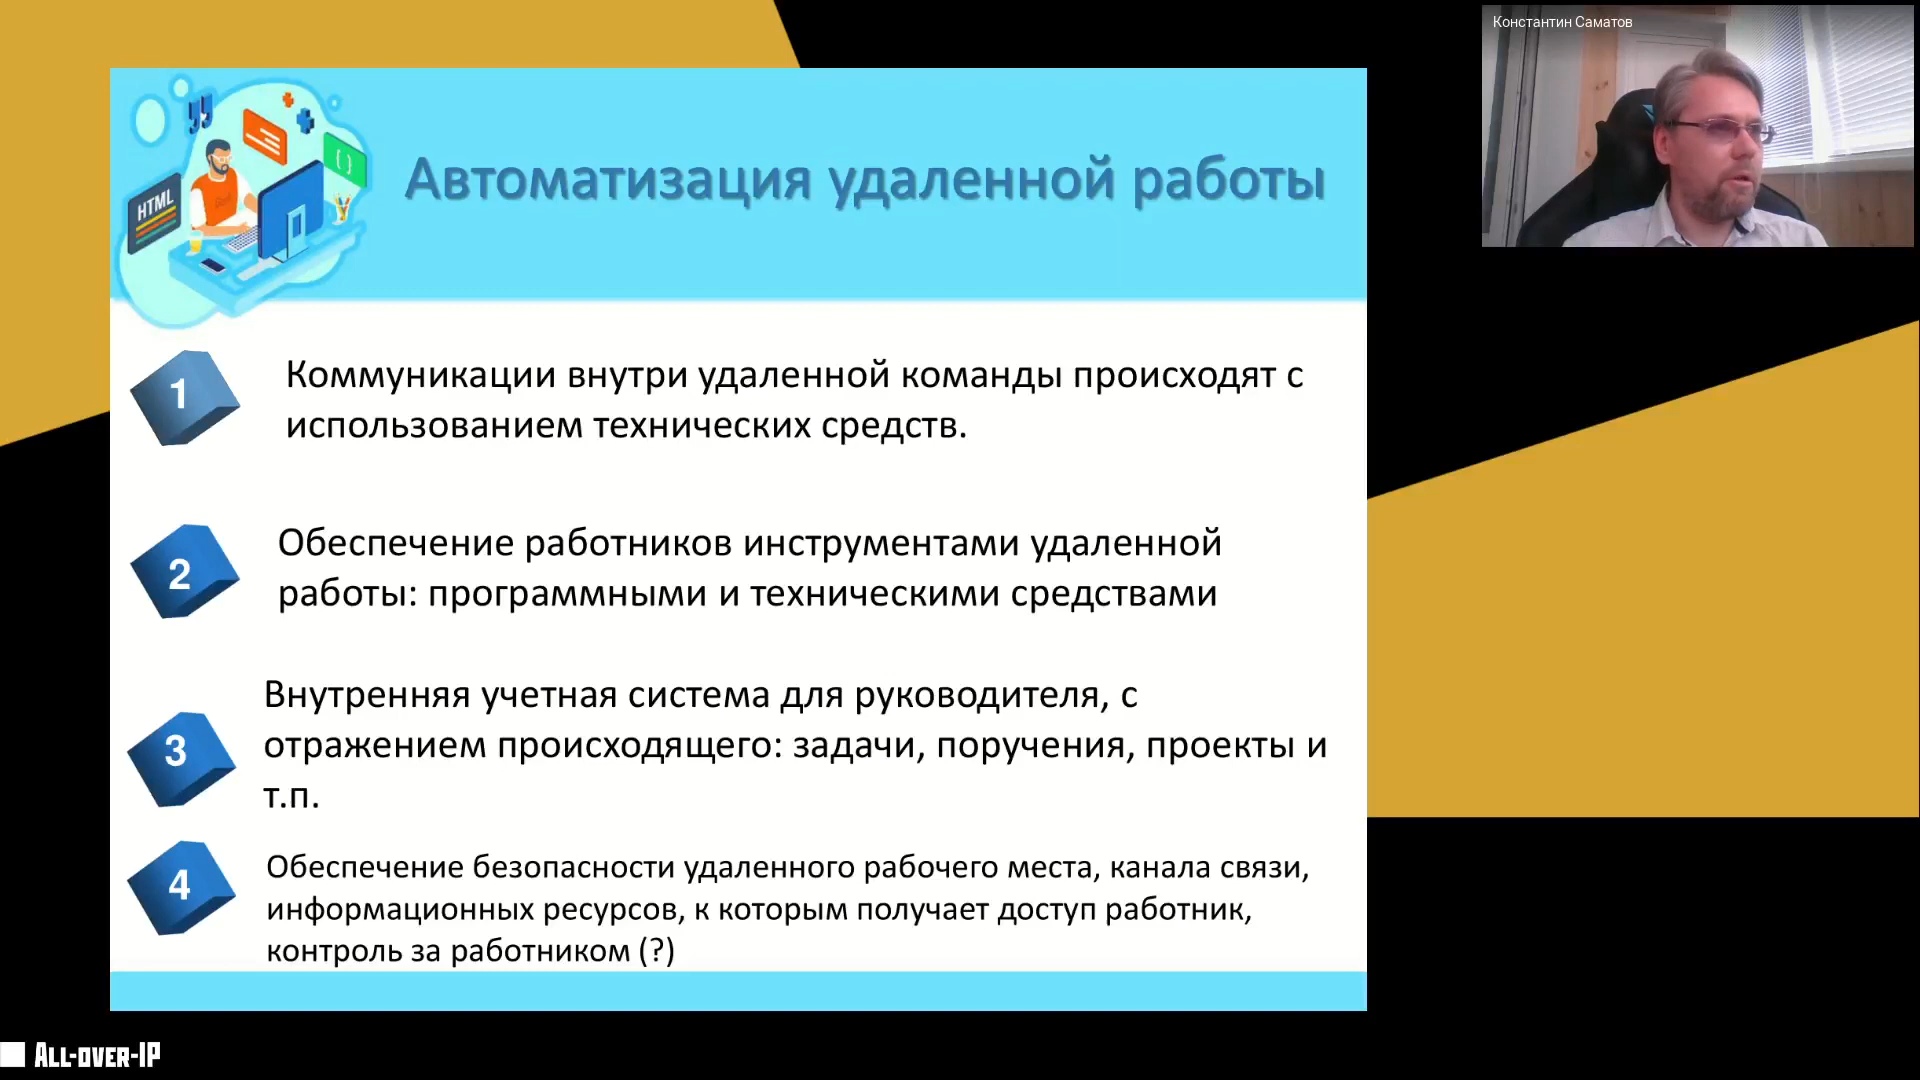 Константин Саматов
HTML
{ }
Автоматизация удаленной работы
1
Коммуникации внутри удаленной команды происходят с
использованием технических средств.
2
Обеспечение работников инструментами удаленной
работы: программными и техническими средствами
3
Внутренняя учетная система для руководителя, с
отражением происходящего: задачи, поручения, проекты и
т.п.
4
Обеспечение безопасности удаленного рабочего места, канала связи,
информационных ресурсов, к которым получает доступ работник,
контроль за работником (?)
ALL-OVER-IP